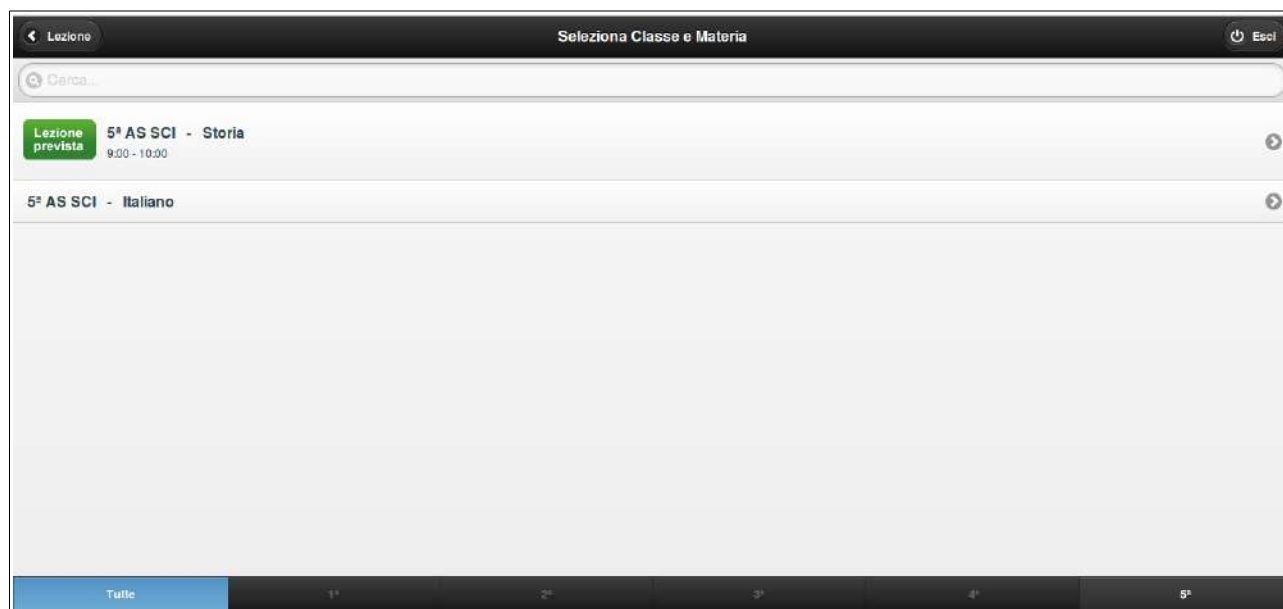 Lezione
Seleziona Classe e Materia
Esci
Cerca...
Lezione
prevista
5ª AS SCI - Storia
9:00 - 10:00
5ª AS SCI - Italiano
Tutte
1ª
2ª
3ª
4ª
5ª